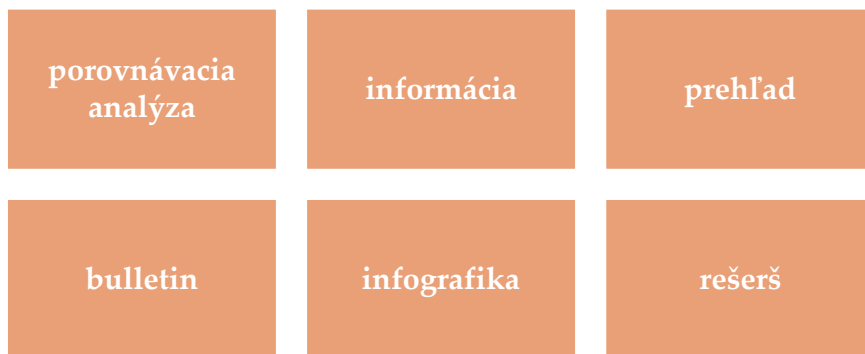 porovnávacia
analýza
informácia
prehľad
bulletin
infografika
rešerš